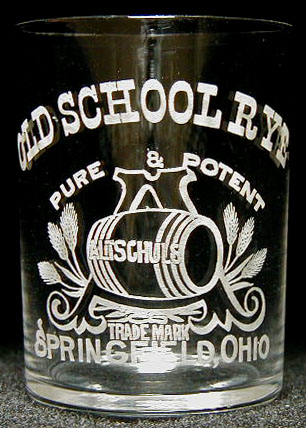 OLD SCHOOL RYE
PURE & POTENT
ALTSCHULS
TRADE MARK
SPRINGFIELD, OHIO